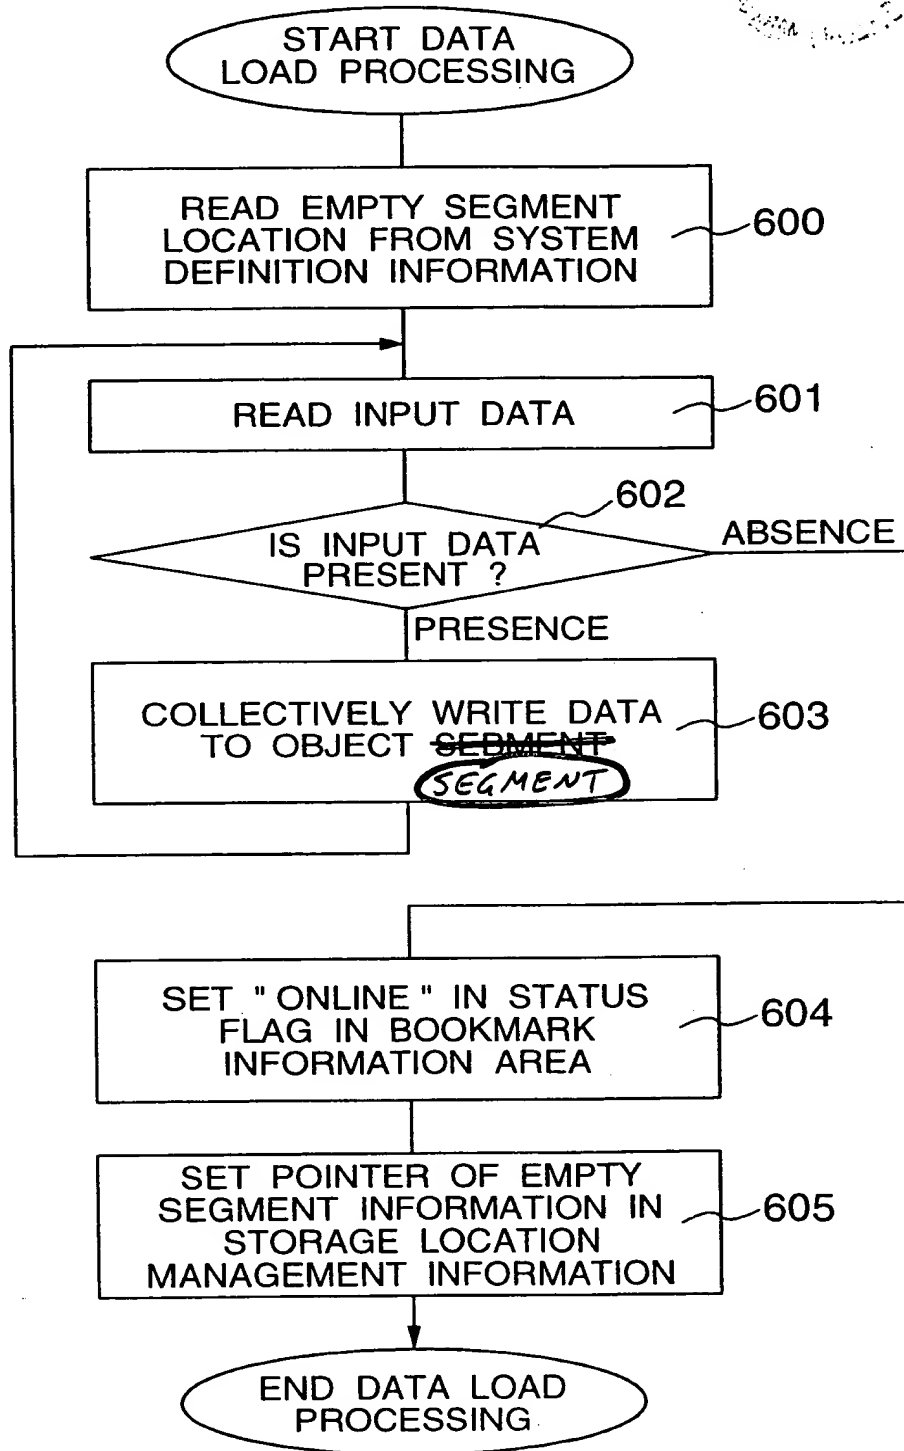 START DATA
LOAD PROCESSING
READ EMPTY SEGMENT
LOCATION FROM SYSTEM
DEFINITION INFORMATION
600
READ INPUT DATA
601
602
IS INPUT DATA
PRESENT ?
ABSENCE
PRESENCE
COLLECTIVELY WRITE DATA
TO OBJECT SEBMENT
SEGMENT
603
SET "ONLINE" IN STATUS
FLAG IN BOOKMARK
INFORMATION AREA
604
SET POINTER OF EMPTY
SEGMENT INFORMATION IN
STORAGE LOCATION
MANAGEMENT INFORMATION
605
END DATA LOAD
PROCESSING